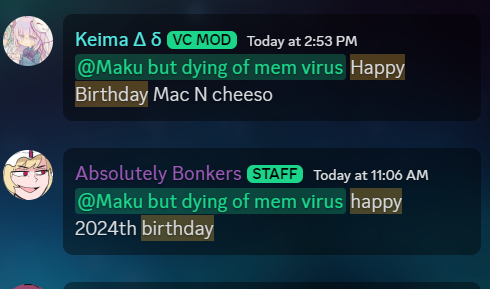 Keima Δ δ VC MOD Today at 2:53 PM
@Maku but dying of mem virus Happy
Birthday Mac N cheeso
Absolutely Bonkers STAFF Today at 11:06 AM
@Maku but dying of mem virus happy
2024th birthday